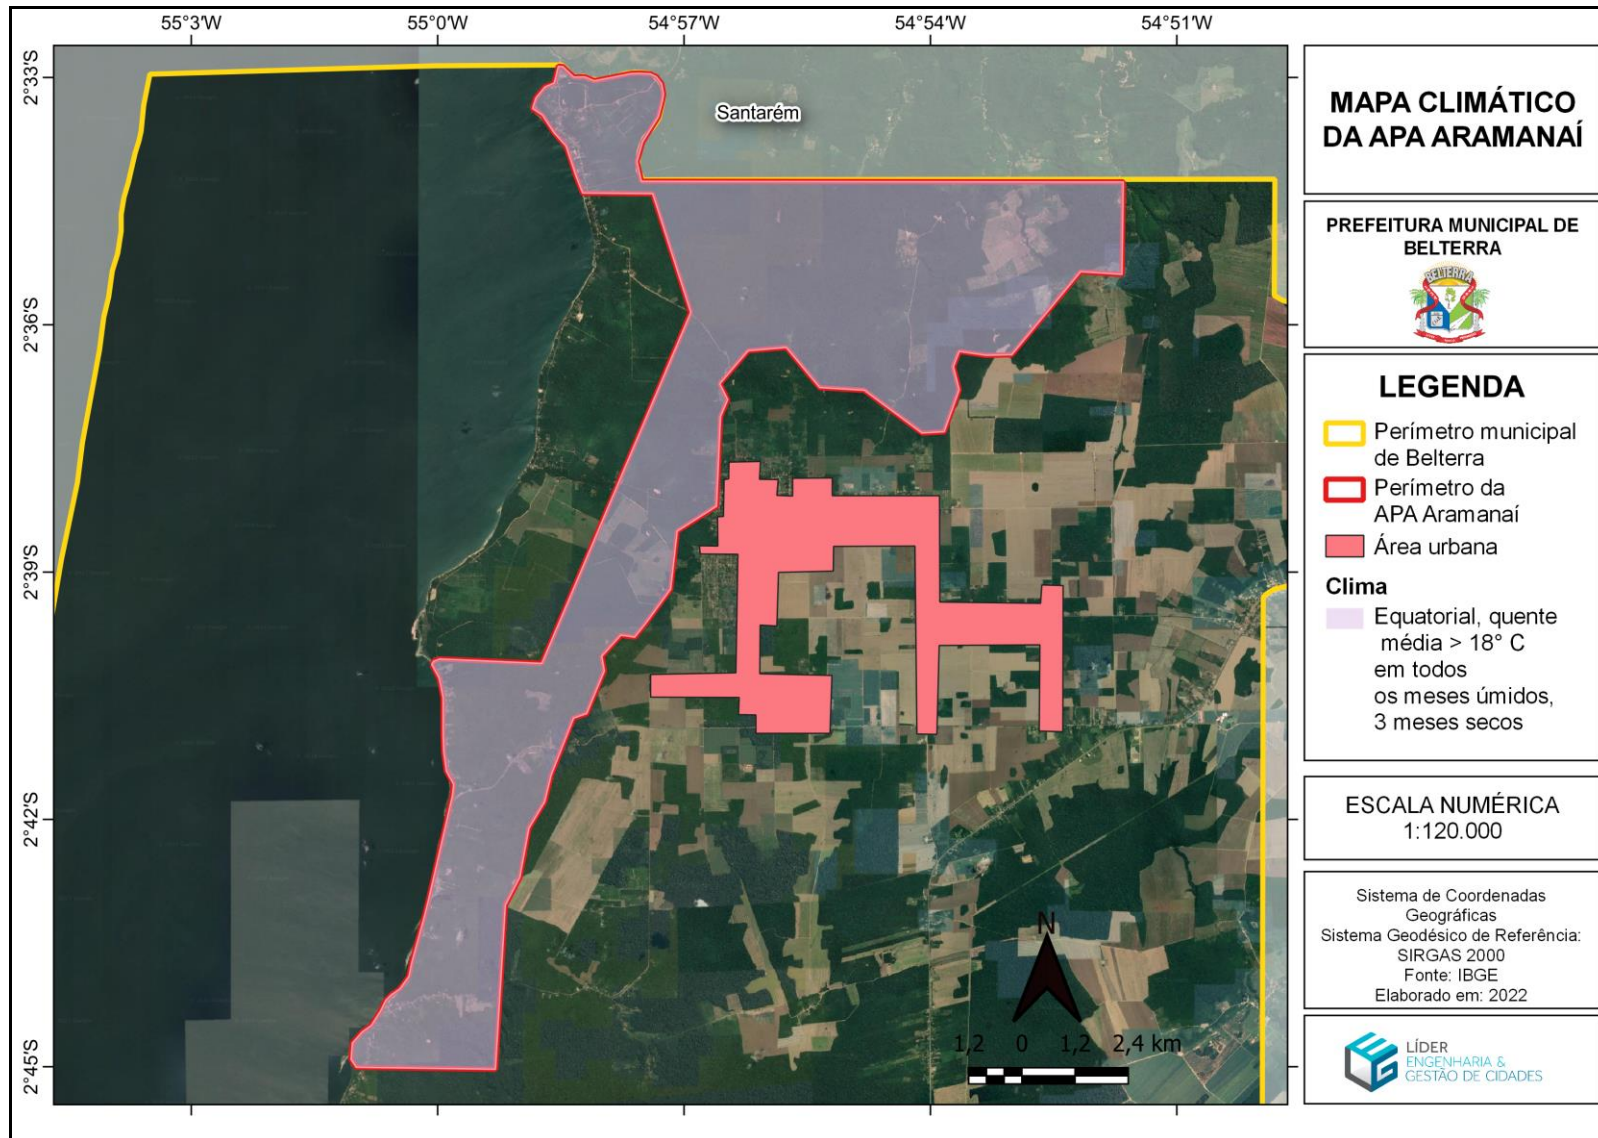 55°3'W 55°0'W 54°57'W 54°54'W 54°51'W
2°33'S
2°36'S
2°39'S
2°42'S
2°45'S
Santarém
N
1,2 0 1,2 2,4 km
MAPA CLIMÁTICO
DA APA ARAMANAÍ
PREFEITURA MUNICIPAL DE
BELTERRA
BELTERRA
LEGENDA
Perímetro municipal
de Belterra
Perímetro da
APA Aramanaí
Área urbana
Clima
Equatorial, quente
média > 18° C
em todos
os meses úmidos,
3 meses secos
ESCALA NUMÉRICA
1:120.000
Sistema de Coordenadas
Geográficas
Sistema Geodésico de Referência:
SIRGAS 2000
Fonte: IBGE
Elaborado em: 2022
LÍDER
ENGENHARIA &
GESTÃO DE CIDADES